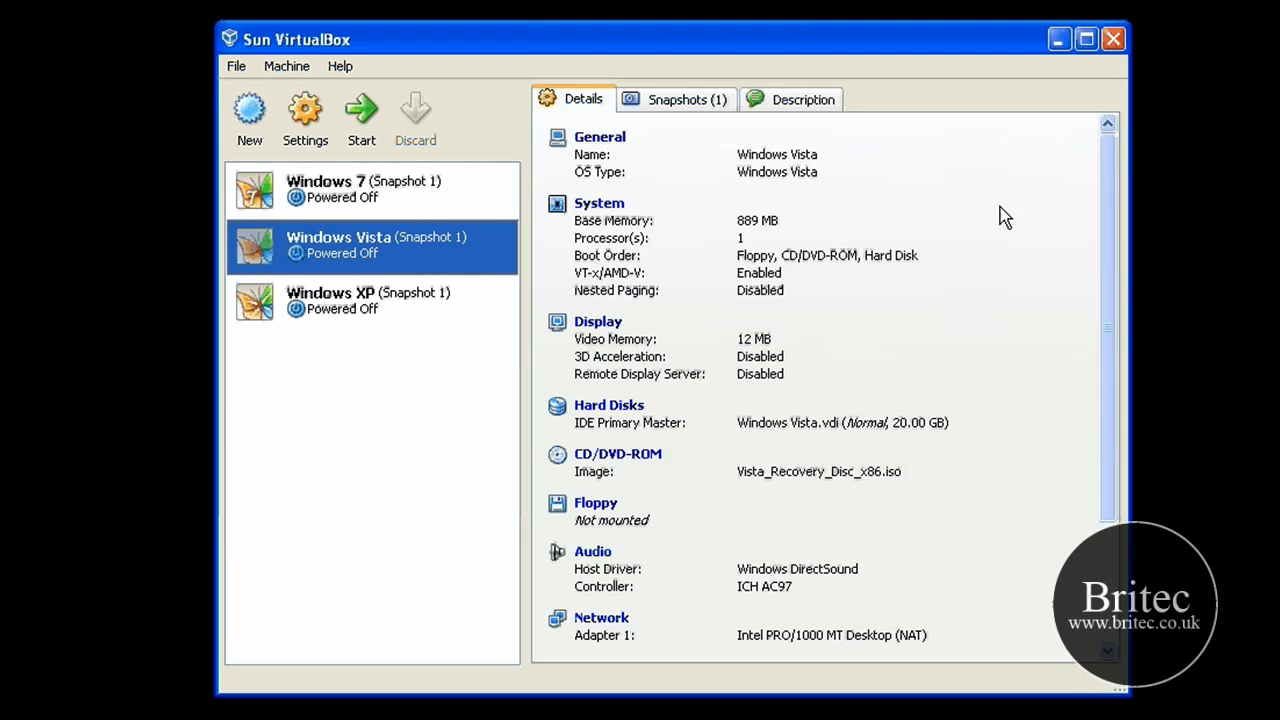 Sun VirtualBox
File Machine Help
New Settings Start Discard
Windows 7 (Snapshot 1)
Powered Off
Windows Vista (Snapshot 1)
Powered Off
Windows XP (Snapshot 1)
Powered Off
Details Snapshots (1) Description
General
Name: Windows Vista
OS Type: Windows Vista
System
Base Memory: 889 MB
Processor(s): 1
Boot Order: Floppy, CD/DVD-ROM, Hard Disk
VT-x/AMD-V: Enabled
Nested Paging: Disabled
Display
Video Memory: 12 MB
3D Acceleration: Disabled
Remote Display Server: Disabled
Hard Disks
IDE Primary Master: Windows Vista.vdi (Normal, 20.00 GB)
CD/DVD-ROM
Image: Vista_Recovery_Disc_x86.iso
Floppy
Not mounted
Audio
Host Driver: Windows DirectSound
Controller: ICH AC97
Network
Adapter 1: Intel PRO/1000 MT Desktop (NAT)
Britec
www.britec.co.uk